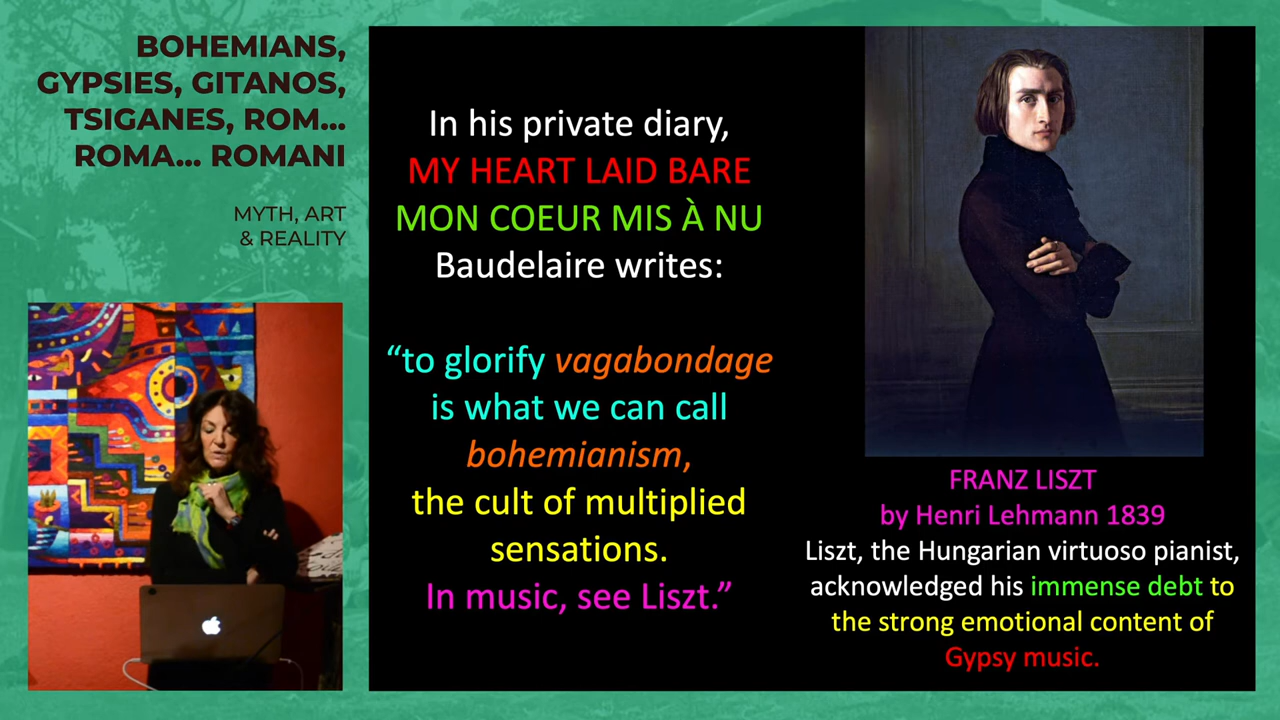 BOHEMIANS,
GYPSIES, GITANOS,
TSIGANES, ROM...
ROMA... ROMANI
MYTH, ART
& REALITY
In his private diary,
MY HEART LAID BARE
MON COEUR MIS À NU
Baudelaire writes:
“to glorify vagabondage
is what we can call
bohemianism,
the cult of multiplied
sensations.
In music, see Liszt.”
FRANZ LISZT
by Henri Lehmann 1839
Liszt, the Hungarian virtuoso pianist,
acknowledged his immense debt to
the strong emotional content of
Gypsy music.